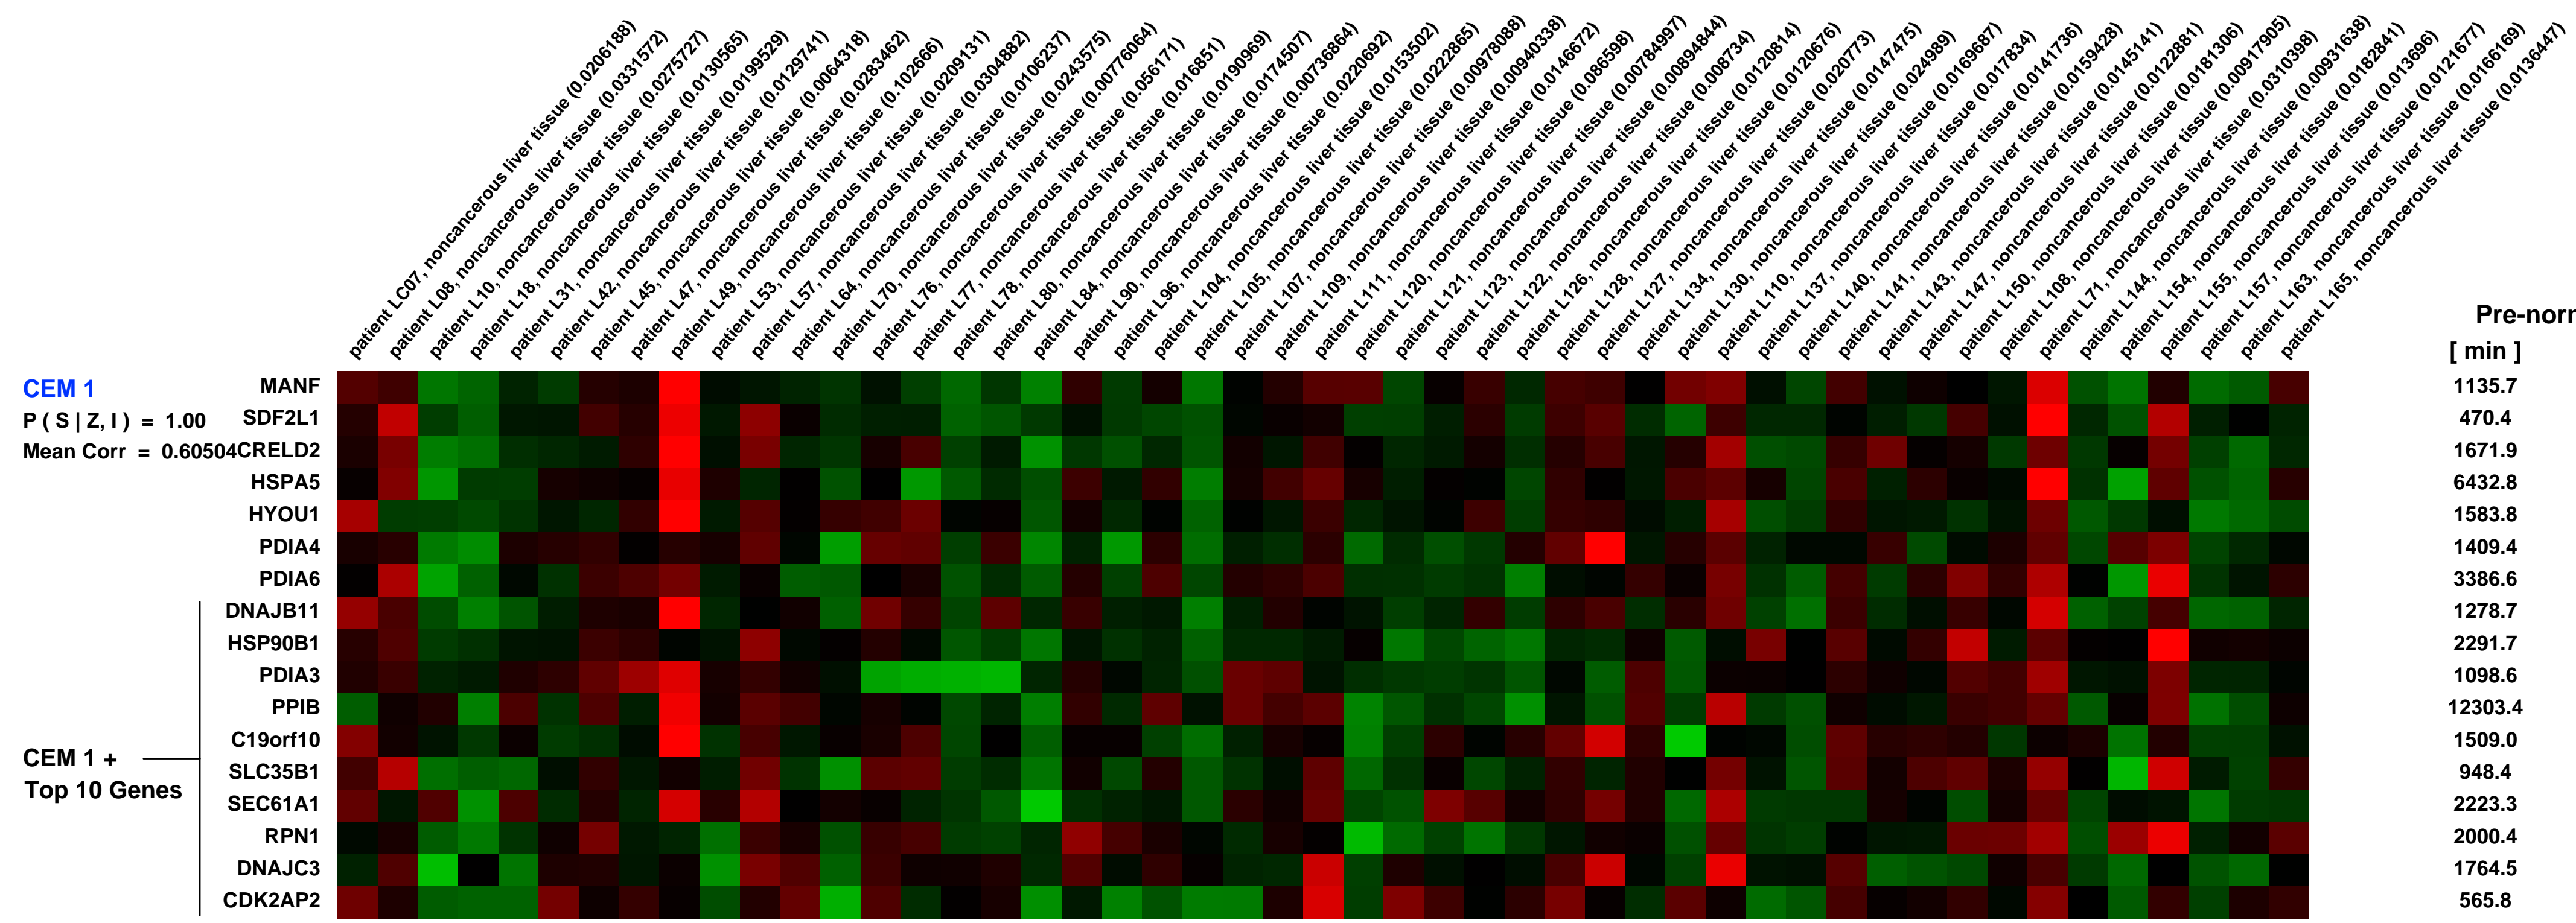 patient LC07, noncancerous liver tissue (0.0206188)
patient L08, noncancerous liver tissue (0.0331572)
patient L10, noncancerous liver tissue (0.0275727)
patient L18, noncancerous liver tissue (0.0130565)
patient L31, noncancerous liver tissue (0.0199529)
patient L42, noncancerous liver tissue (0.0129741)
patient L45, noncancerous liver tissue (0.0064318)
patient L47, noncancerous liver tissue (0.0283462)
patient L49, noncancerous liver tissue (0.102666)
patient L53, noncancerous liver tissue (0.0209131)
patient L57, noncancerous liver tissue (0.0304882)
patient L64, noncancerous liver tissue (0.0106237)
patient L70, noncancerous liver tissue (0.0243575)
patient L76, noncancerous liver tissue (0.00776064)
patient L77, noncancerous liver tissue (0.056171)
patient L78, noncancerous liver tissue (0.016851)
patient L80, noncancerous liver tissue (0.0190969)
patient L84, noncancerous liver tissue (0.0174507)
patient L90, noncancerous liver tissue (0.00736864)
patient L96, noncancerous liver tissue (0.0220692)
patient L104, noncancerous liver tissue (0.0153502)
patient L105, noncancerous liver tissue (0.0222865)
patient L107, noncancerous liver tissue (0.00978088)
patient L109, noncancerous liver tissue (0.00940338)
patient L111, noncancerous liver tissue (0.0146672)
patient L120, noncancerous liver tissue (0.086598)
patient L121, noncancerous liver tissue (0.00784997)
patient L123, noncancerous liver tissue (0.00894844)
patient L122, noncancerous liver tissue (0.008734)
patient L126, noncancerous liver tissue (0.0120814)
patient L128, noncancerous liver tissue (0.0120676)
patient L127, noncancerous liver tissue (0.020773)
patient L134, noncancerous liver tissue (0.0147475)
patient L130, noncancerous liver tissue (0.024989)
patient L110, noncancerous liver tissue (0.0169687)
patient L137, noncancerous liver tissue (0.017834)
patient L140, noncancerous liver tissue (0.0141736)
patient L141, noncancerous liver tissue (0.0159428)
patient L143, noncancerous liver tissue (0.0145141)
patient L147, noncancerous liver tissue (0.0122881)
patient L150, noncancerous liver tissue (0.0181306)
patient L108, noncancerous liver tissue (0.00917905)
patient L71, noncancerous liver tissue (0.0310398)
patient L144, noncancerous liver tissue (0.00931638)
patient L154, noncancerous liver tissue (0.0182841)
patient L155, noncancerous liver tissue (0.013696)
patient L157, noncancerous liver tissue (0.0121677)
patient L163, noncancerous liver tissue (0.0166169)
patient L165, noncancerous liver tissue (0.0136447)
Pre-norr
[ min ]
CEM 1 MANF 1135.7
P ( S | Z, I ) = 1.00 SDF2L1 470.4
Mean Corr = 0.60504 CRELD2 1671.9
HSPA5 6432.8
HYOU1 1583.8
PDIA4 1409.4
PDIA6 3386.6
DNAJB11 1278.7
HSP90B1 2291.7
PDIA3 1098.6
PPIB 12303.4
C19orf10 1509.0
CEM 1 +
Top 10 Genes
SLC35B1 948.4
SEC61A1 2223.3
RPN1 2000.4
DNAJC3 1764.5
CDK2AP2 565.8